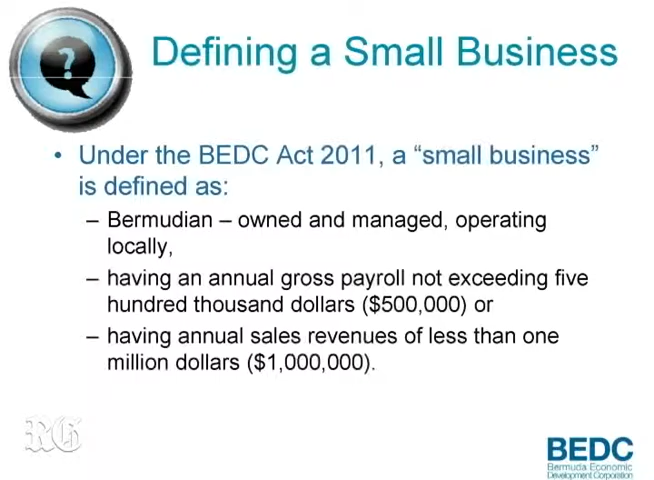 ?
Defining a Small Business
• Under the BEDC Act 2011, a “small business”
is defined as:
– Bermudian – owned and managed, operating
locally,
– having an annual gross payroll not exceeding five
hundred thousand dollars ($500,000) or
– having annual sales revenues of less than one
million dollars ($1,000,000).
RG
BEDC
Bermuda Economic
Development Corporation